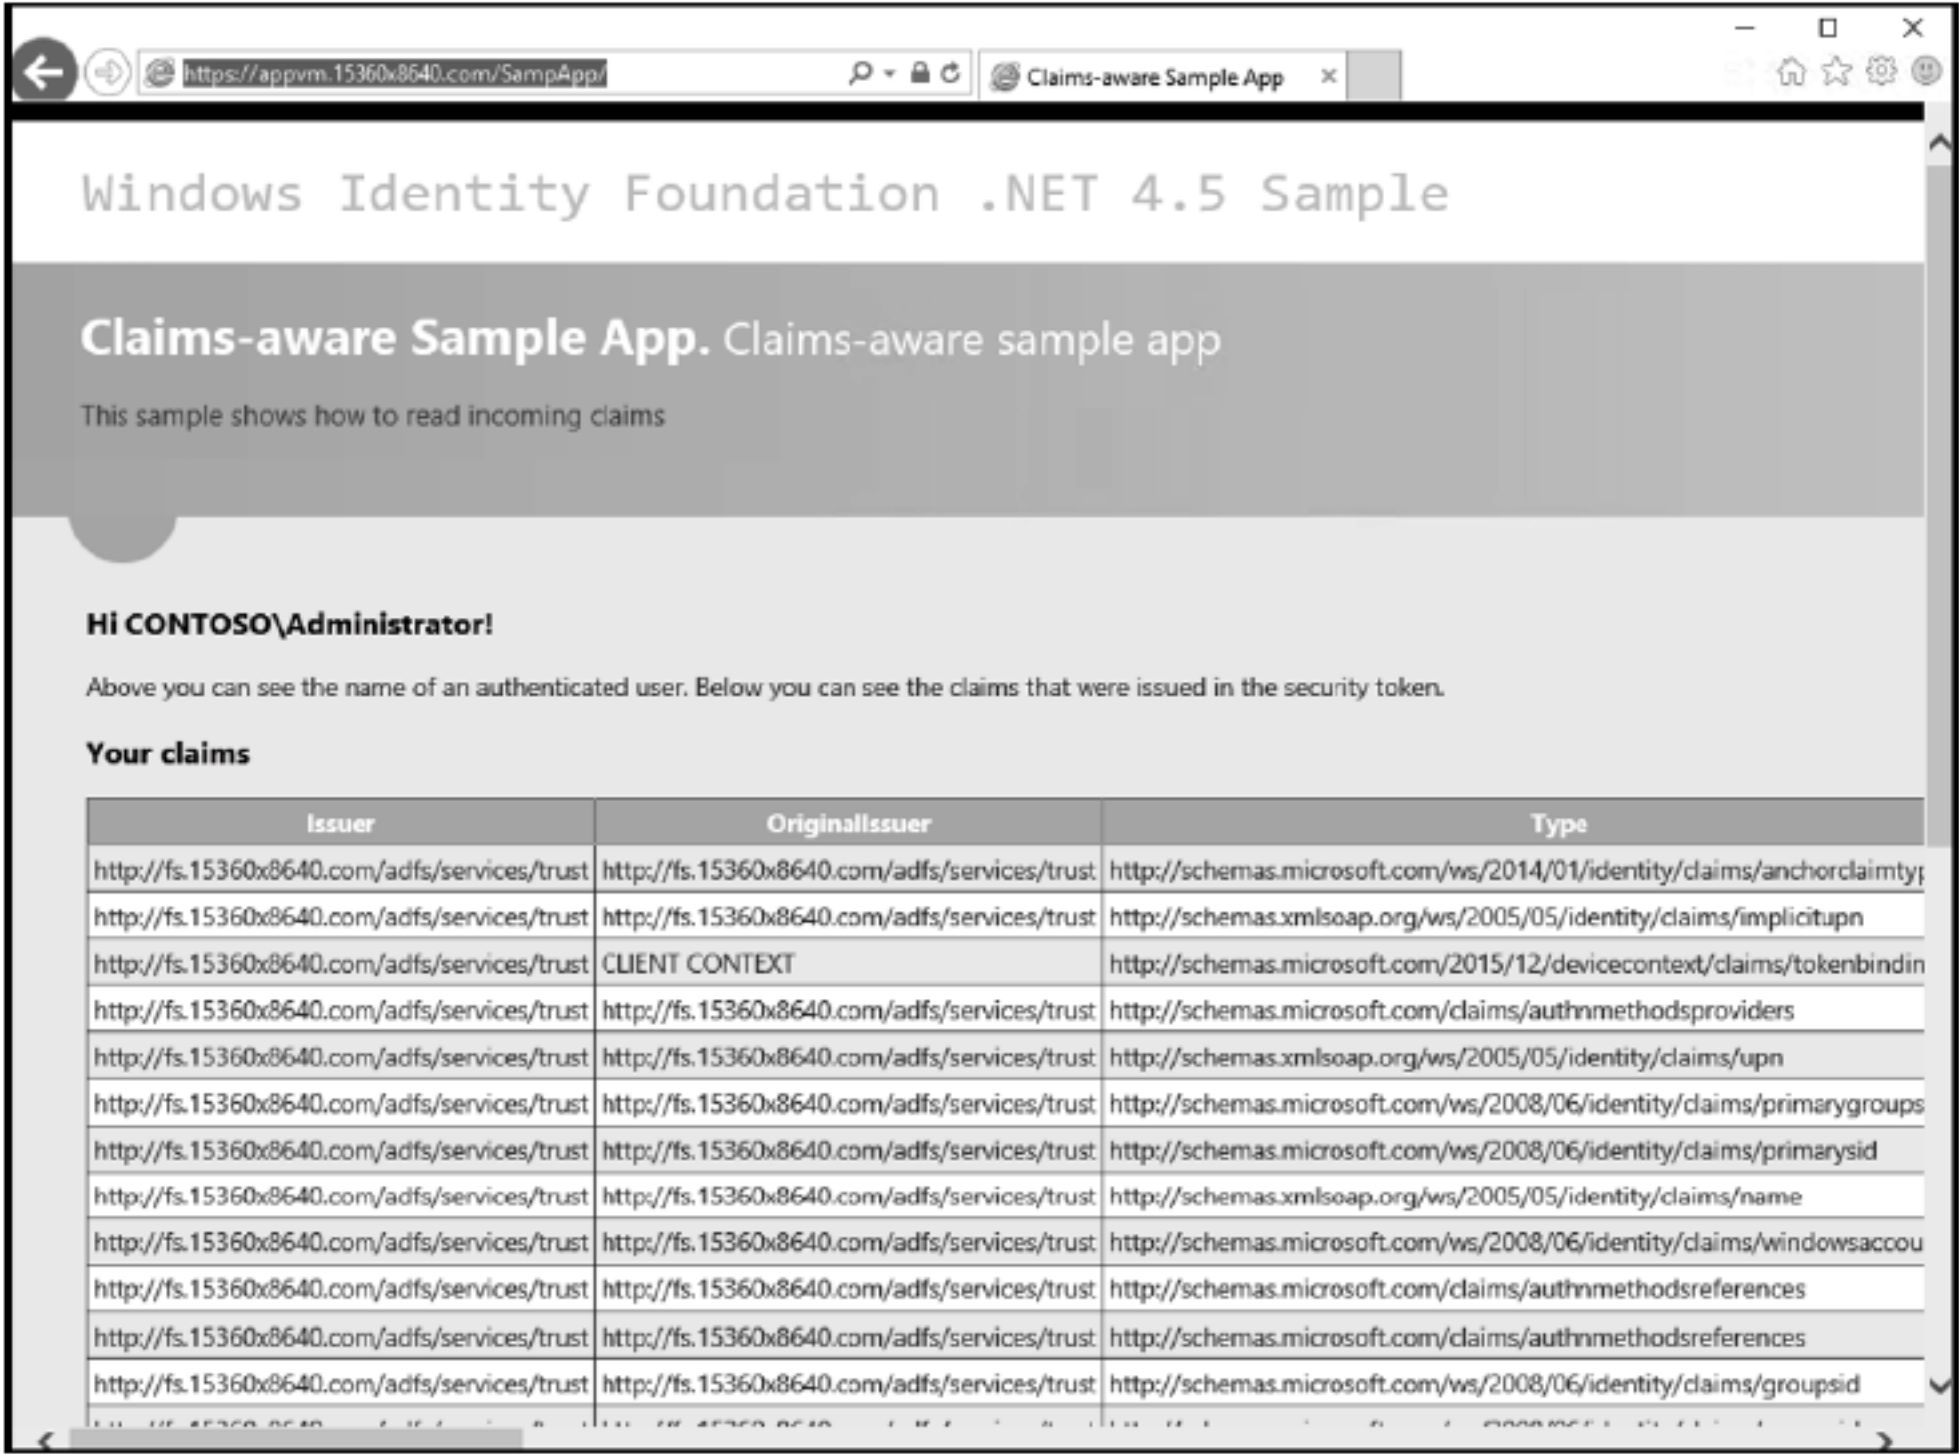 https://appvm.15360x8640.com/SampApp/
Claims-aware Sample App
Windows Identity Foundation .NET 4.5 Sample
Claims-aware Sample App. Claims-aware sample app
This sample shows how to read incoming claims
Hi CONTOSO\Administrator!
Above you can see the name of an authenticated user. Below you can see the claims that were issued in the security token.
Your claims
Issuer OriginalIssuer Type
http://fs.15360x8640.com/adfs/services/trust http://fs.15360x8640.com/adfs/services/trust http://schemas.microsoft.com/ws/2014/01/identity/claims/anchorclaimtyp
http://fs.15360x8640.com/adfs/services/trust http://fs.15360x8640.com/adfs/services/trust http://schemas.xmlsoap.org/ws/2005/05/identity/claims/implicitupn
http://fs.15360x8640.com/adfs/services/trust CLIENT CONTEXT http://schemas.microsoft.com/2015/12/devicecontext/claims/tokenbindin
http://fs.15360x8640.com/adfs/services/trust http://fs.15360x8640.com/adfs/services/trust http://schemas.microsoft.com/claims/authnmethodsproviders
http://fs.15360x8640.com/adfs/services/trust http://fs.15360x8640.com/adfs/services/trust http://schemas.xmlsoap.org/ws/2005/05/identity/claims/upn
http://fs.15360x8640.com/adfs/services/trust http://fs.15360x8640.com/adfs/services/trust http://schemas.microsoft.com/ws/2008/06/identity/claims/primarygroups
http://fs.15360x8640.com/adfs/services/trust http://fs.15360x8640.com/adfs/services/trust http://schemas.microsoft.com/ws/2008/06/identity/claims/primarysid
http://fs.15360x8640.com/adfs/services/trust http://fs.15360x8640.com/adfs/services/trust http://schemas.xmlsoap.org/ws/2005/05/identity/claims/name
http://fs.15360x8640.com/adfs/services/trust http://fs.15360x8640.com/adfs/services/trust http://schemas.microsoft.com/ws/2008/06/identity/claims/windowsaccou
http://fs.15360x8640.com/adfs/services/trust http://fs.15360x8640.com/adfs/services/trust http://schemas.microsoft.com/claims/authnmethodsreferences
http://fs.15360x8640.com/adfs/services/trust http://fs.15360x8640.com/adfs/services/trust http://schemas.microsoft.com/claims/authnmethodsreferences
http://fs.15360x8640.com/adfs/services/trust http://fs.15360x8640.com/adfs/services/trust http://schemas.microsoft.com/ws/2008/06/identity/claims/groupsid